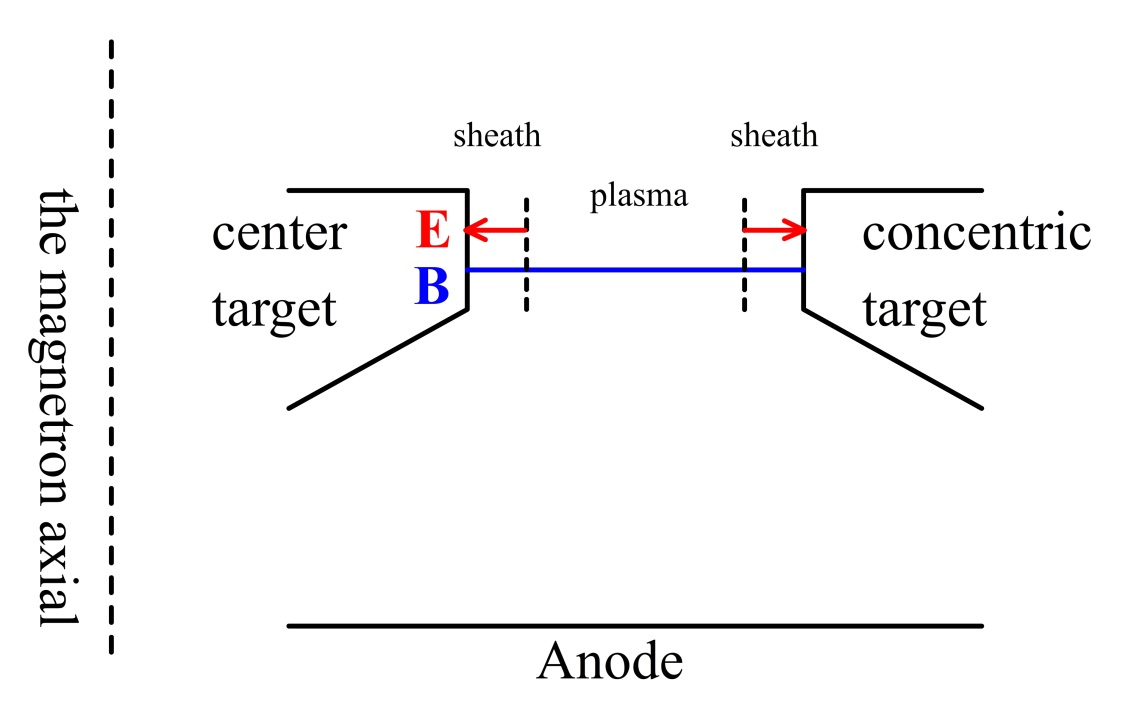 the magnetron axial
sheath
sheath
plasma
center
target
E
B
concentric
target
Anode